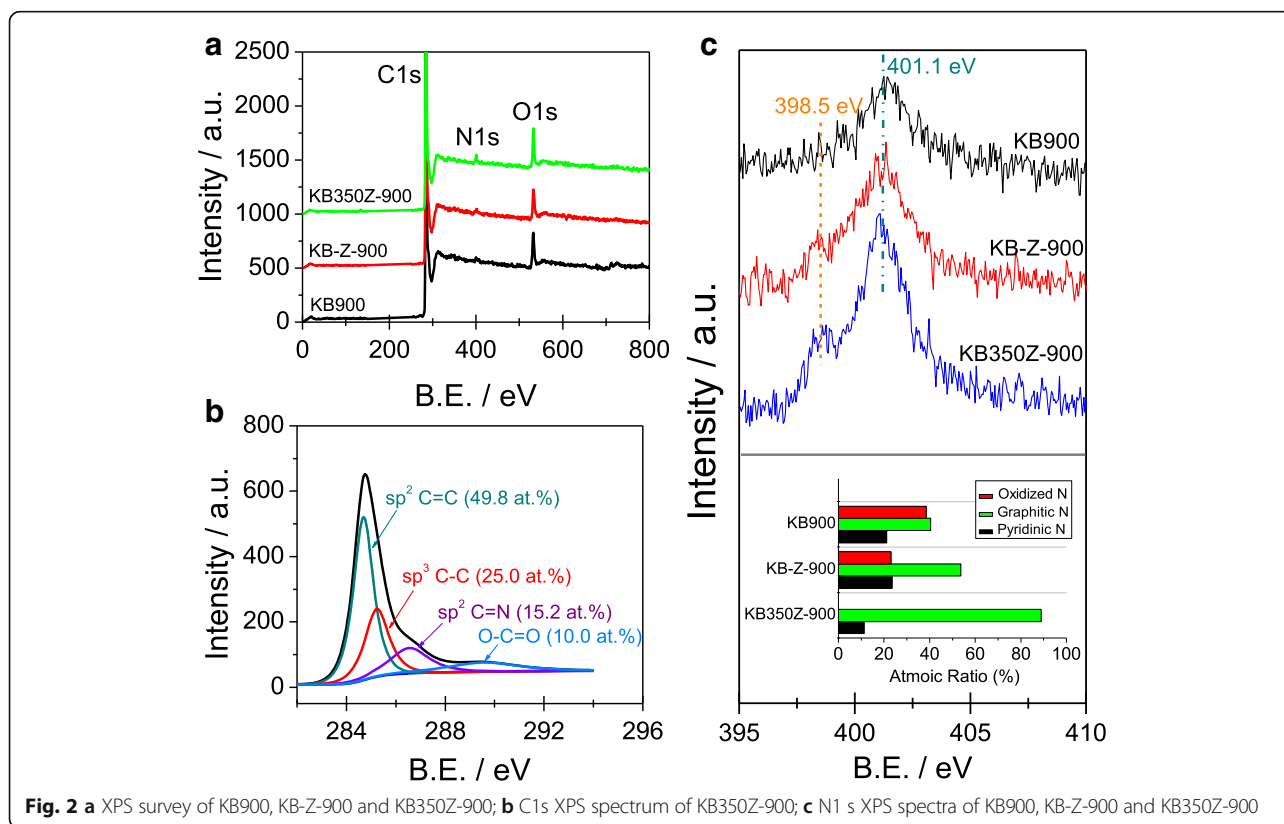 a
2500
2000
1500
1000
500
0
Intensity / a.u.
C1s
N1s
O1s
KB350Z-900
KB-Z-900
KB900
0 200 400 600 800
B.E. / eV
b
800
600
400
200
0
Intensity / a.u.
sp² C=C (49.8 at.%)
sp³ C-C (25.0 at.%)
sp² C=N (15.2 at.%)
O-C=O (10.0 at.%)
284 288 292 296
B.E. / eV
c
401.1 eV
398.5 eV
KB900
KB-Z-900
KB350Z-900
Intensity / a.u.
Oxidized N
Graphitic N
Pyridinic N
KB900
KB-Z-900
KB350Z-900
0 20 40 60 80 100
Atmoic Ratio (%)
395 400 405 410
B.E. / eV
Fig. 2 a XPS survey of KB900, KB-Z-900 and KB350Z-900; b C1s XPS spectrum of KB350Z-900; c N1 s XPS spectra of KB900, KB-Z-900 and KB350Z-900